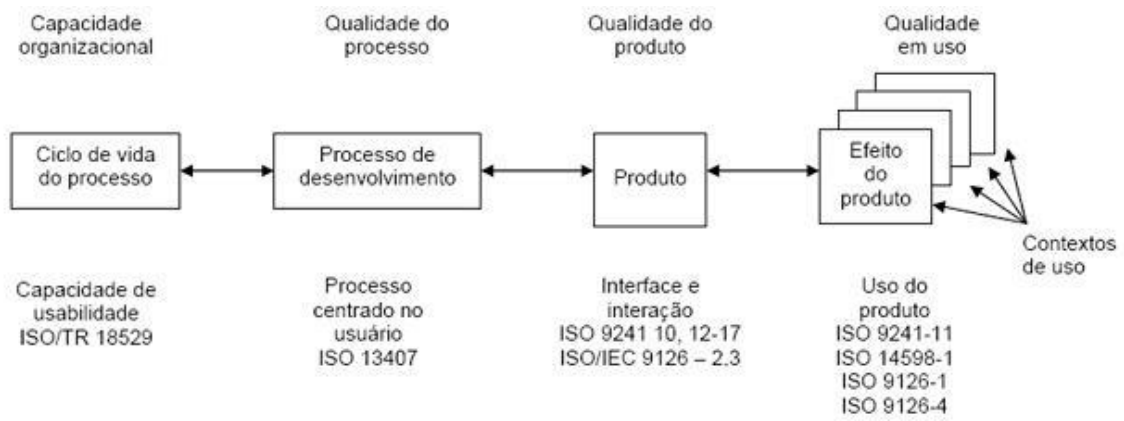 Capacidade
organizacional
Qualidade do
processo
Qualidade do
produto
Qualidade
em uso
Ciclo de vida
do processo
Processo de
desenvolvimento
Produto
Efeito
do
produto
Contextos
de uso
Capacidade de
usabilidade
ISO/TR 18529
Processo
centrado no
usuário
ISO 13407
Interface e
interação
ISO 9241 10, 12-17
ISO/IEC 9126 – 2,3
Uso do
produto
ISO 9241-11
ISO 14598-1
ISO 9126-1
ISO 9126-4